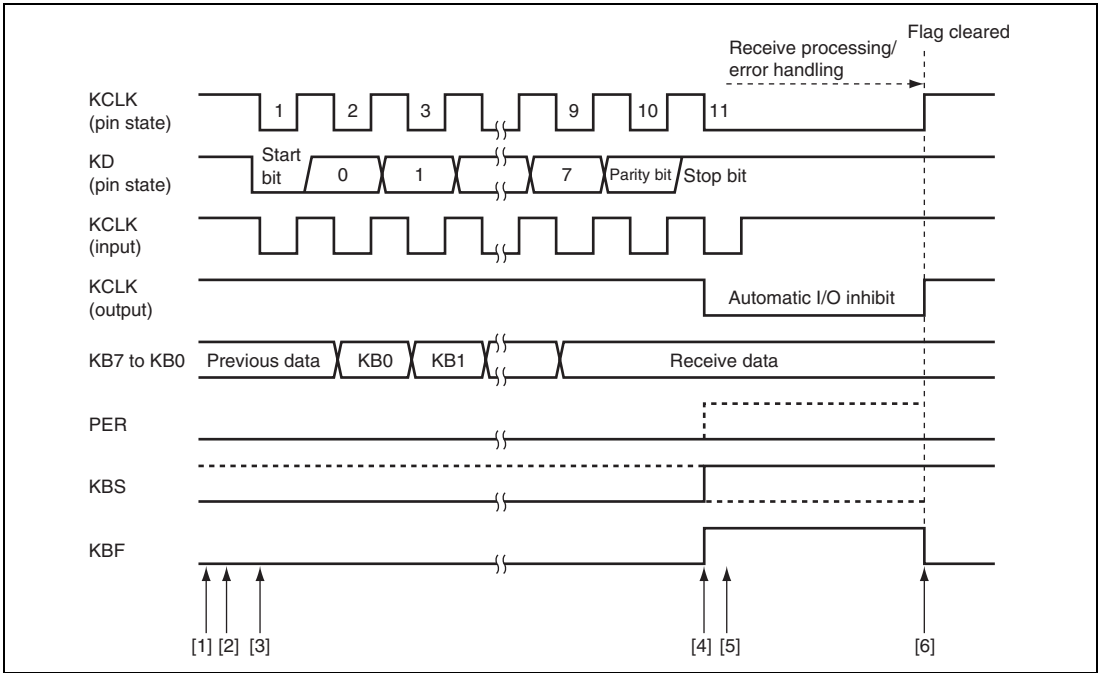 Flag cleared
Receive processing/
error handling
KCLK
(pin state)
1 2 3 9 10 11
KD
(pin state)
Start
bit
0 1 7 Parity bit Stop bit
KCLK
(input)
KCLK
(output)
Automatic I/O inhibit
KB7 to KB0 Previous data KB0 KB1 Receive data
PER
KBS
KBF
[1] [2] [3] [4] [5] [6]